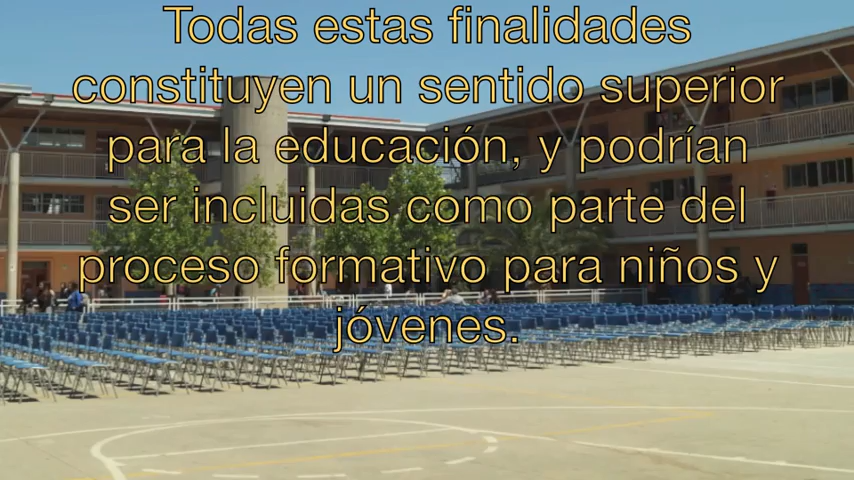 Todas estas finalidades
constituyen un sentido superior
para la educación, y podrían
ser incluidas como parte del
proceso formativo para niños y
jóvenes.